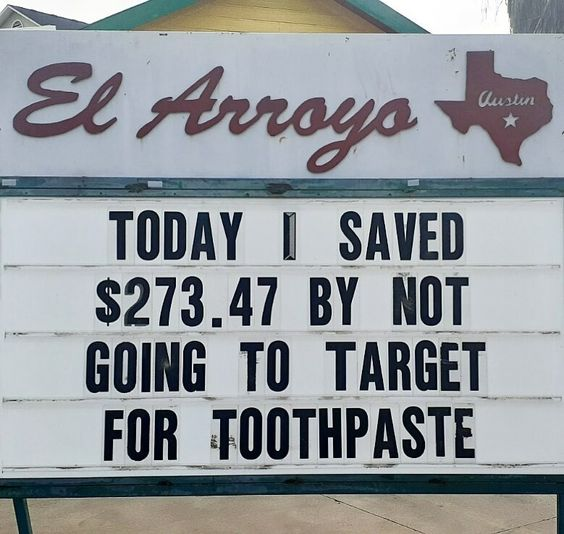 El Arroyo
Austin
TODAY I SAVED
$273.47 BY NOT
GOING TO TARGET
FOR TOOTHPASTE